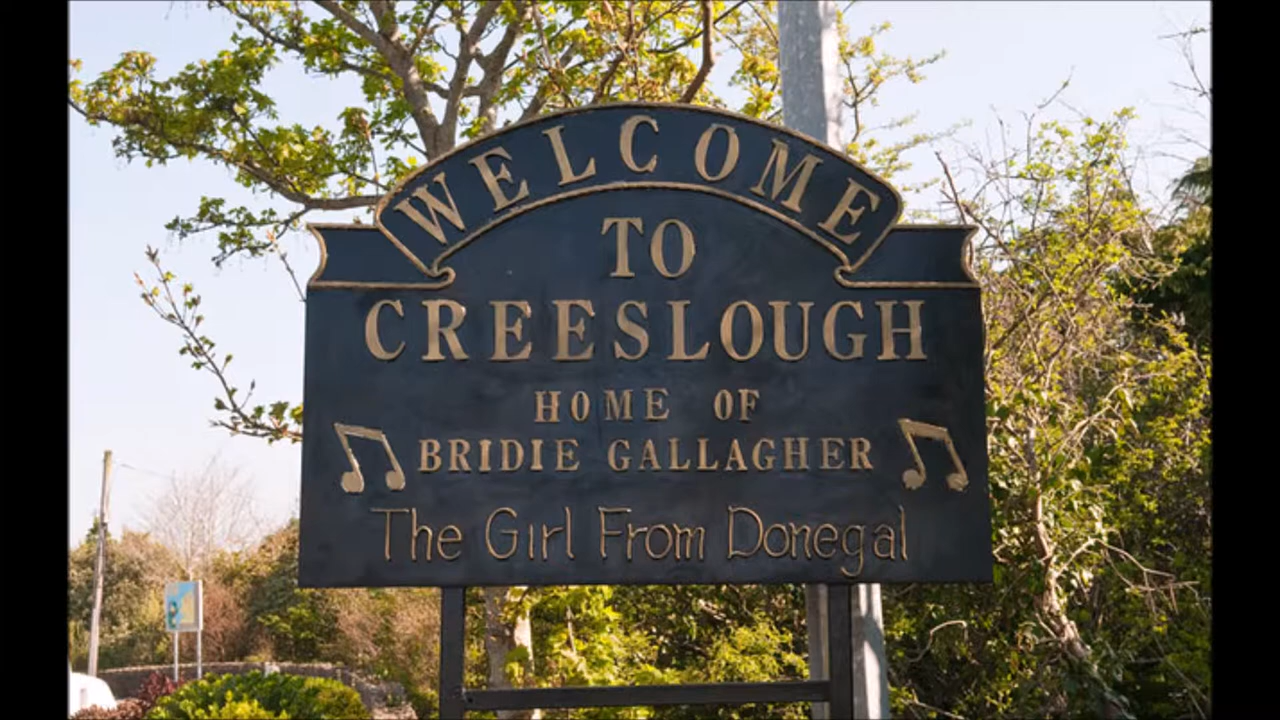 WELCOME
TO
CREESLOUGH
HOME OF
BRIDIE GALLAGHER
The Girl From Donegal